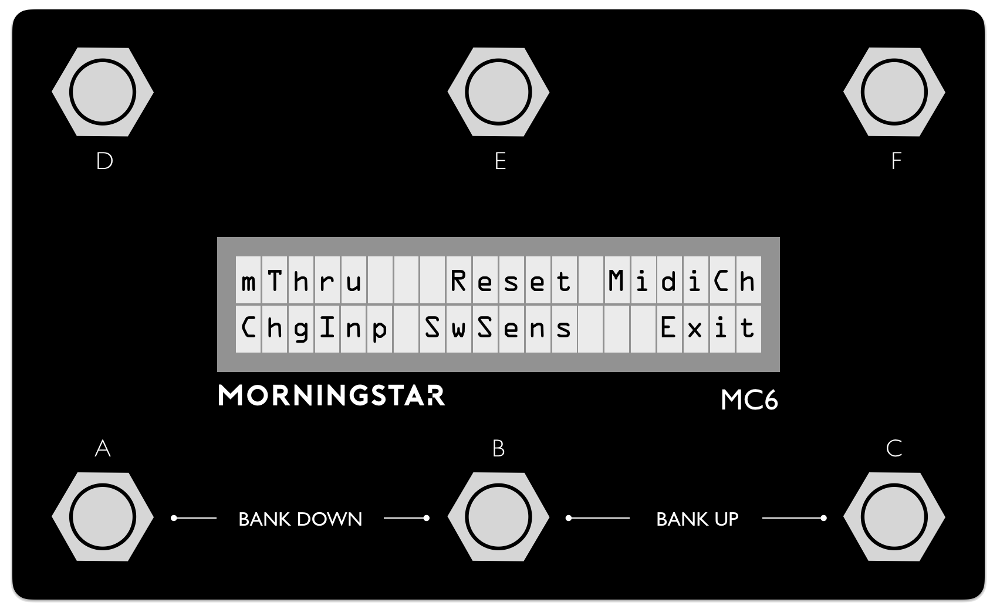 D E F
mThru Reset MidiCh
ChgInp SwSens Exit
MORNINGSTAR MC6
A B C
BANK DOWN BANK UP